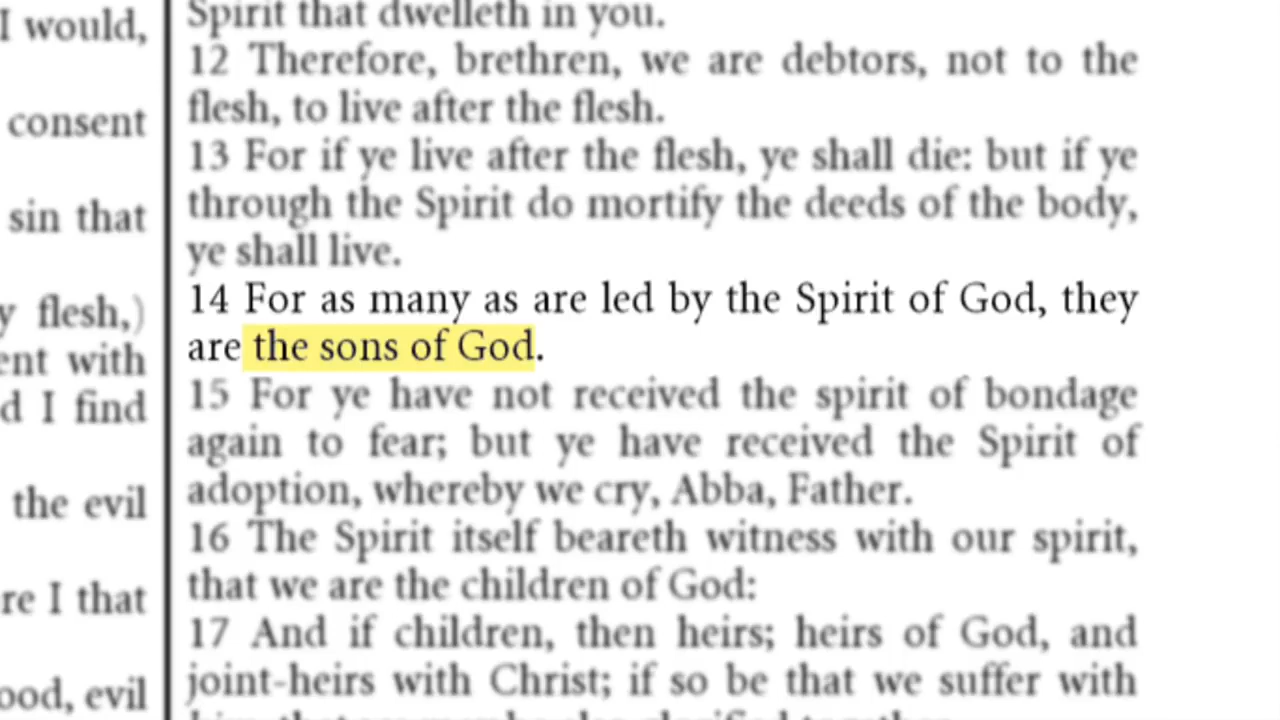 I would,
consent
sin that
flesh,)
with
I find
the evil
I that
evil
Spirit that dwelleth in you.
12 Therefore, brethren, we are debtors, not to the
flesh, to live after the flesh.
13 For if ye live after the flesh, ye shall die: but if ye
through the Spirit do mortify the deeds of the body,
ye shall live.
14 For as many as are led by the Spirit of God, they
are the sons of God.
15 For ye have not received the spirit of bondage
again to fear; but ye have received the Spirit of
adoption, whereby we cry, Abba, Father.
16 The Spirit itself beareth witness with our spirit,
that we are the children of God:
17 And if children, then heirs; heirs of God, and
joint-heirs with Christ; if so be that we suffer with